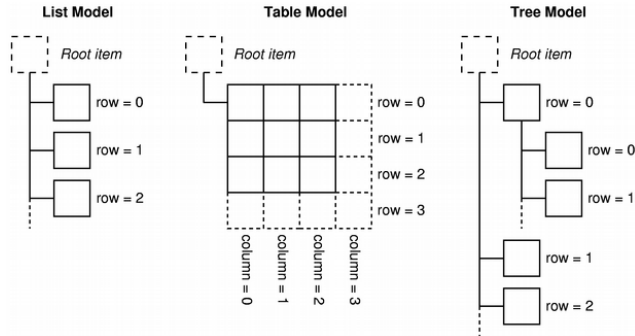 List Model
Root item
row = 0
row = 1
row = 2
Table Model
Root item
row = 0
row = 1
row = 2
row = 3
column = 0
column = 1
column = 2
column = 3
Tree Model
Root item
row = 0
row = 0
row = 1
row = 1
row = 2